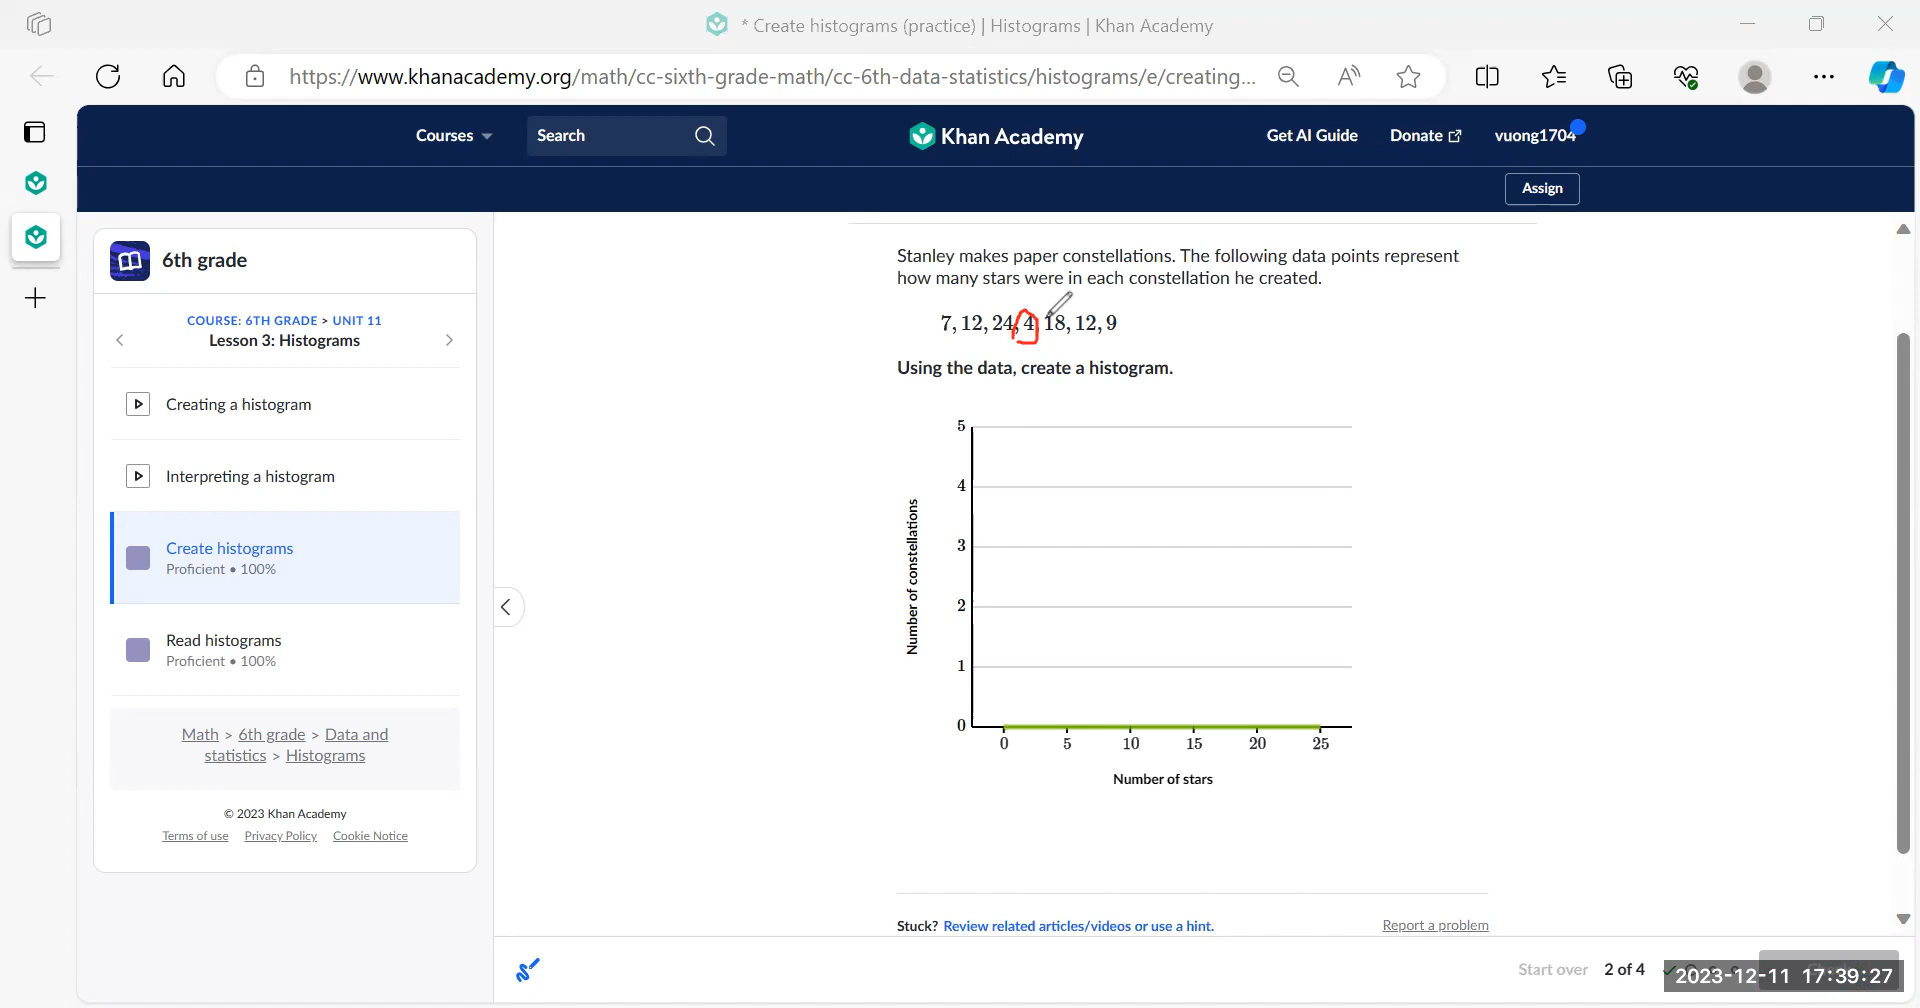 * Create histograms (practice) | Histograms | Khan Academy
https://www.khanacademy.org/math/cc-sixth-grade-math/cc-6th-data-statistics/histograms/e/creating...
Courses
Search
Khan Academy
Get AI Guide
Donate
vuong1704
Assign
6th grade
COURSE: 6TH GRADE > UNIT 11
Lesson 3: Histograms
Creating a histogram
Interpreting a histogram
Create histograms
Proficient • 100%
Read histograms
Proficient • 100%
Math > 6th grade > Data and
statistics > Histograms
© 2023 Khan Academy
Terms of use Privacy Policy Cookie Notice
Stanley makes paper constellations. The following data points represent
how many stars were in each constellation he created.
7, 12, 24, 4, 18, 12, 9
Using the data, create a histogram.
5
4
3
2
1
0
Number of constellations
0 5 10 15 20 25
Number of stars
Stuck? Review related articles/videos or use a hint.
Report a problem
Start over
2 of 4
2023-12-11 17:39:27